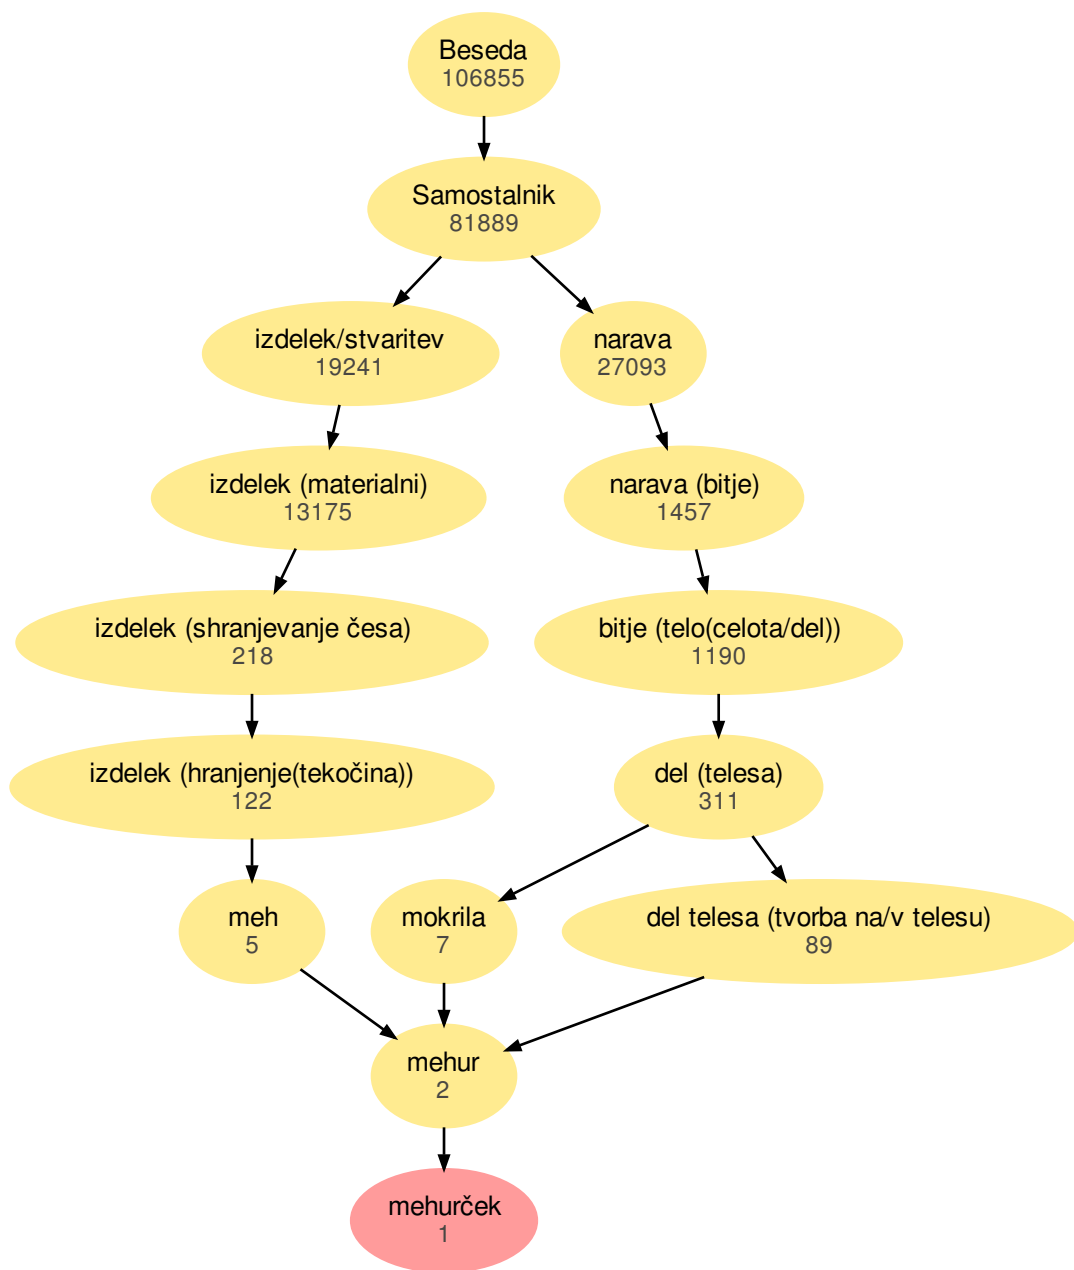 Beseda
106855
Samostalnik
81889
izdelek/stvaritev
19241
narava
27093
izdelek (materialni)
13175
narava (bitje)
1457
izdelek (shranjevanje česa)
218
bitje (telo(celota/del))
1190
izdelek (hranjenje(tekočina))
122
del (telesa)
311
meh
5
mokrila
7
del telesa (tvorba na/v telesu)
89
mehur
2
mehurček
1